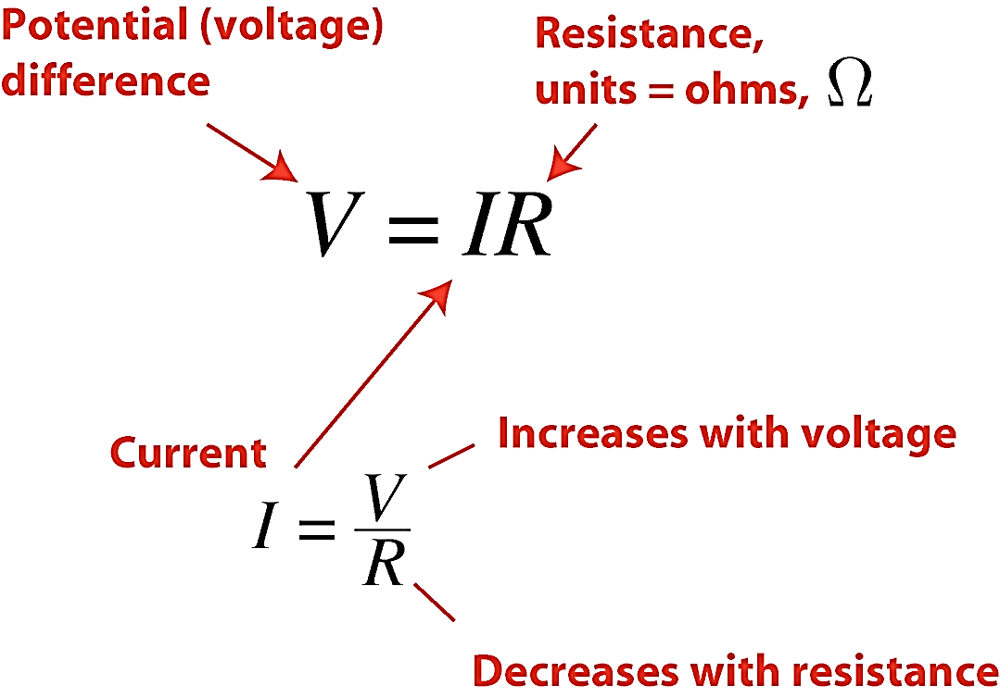 Potential (voltage)
difference
Resistance,
units = ohms, Ω
V = IR
Current
Increases with voltage
I = V/R
Decreases with resistance